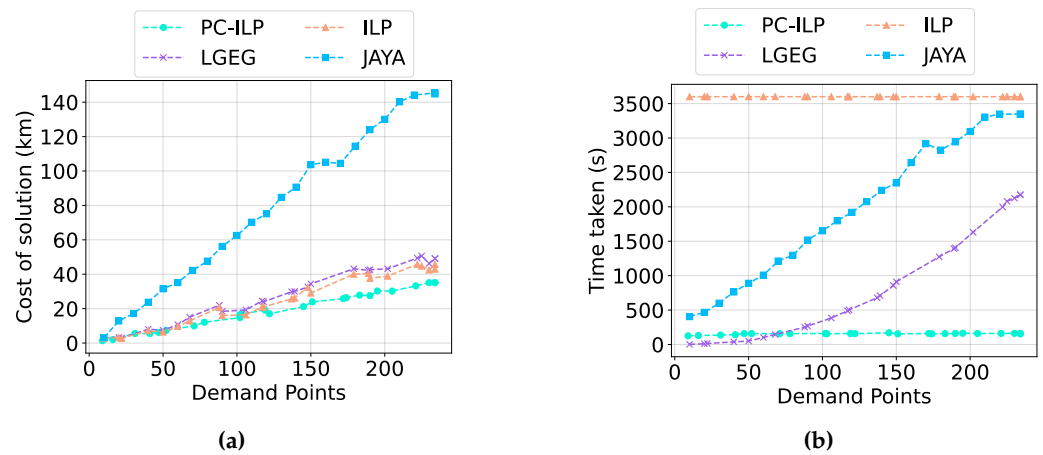 PC-ILP ILP
LGEG JAYA
140
120
100
80
60
40
20
0
Cost of solution (km)
0 50 100 150 200
Demand Points
(a)
PC-ILP ILP
LGEG JAYA
3500
3000
2500
2000
1500
1000
500
0
Time taken (s)
0 50 100 150 200
Demand Points
(b)